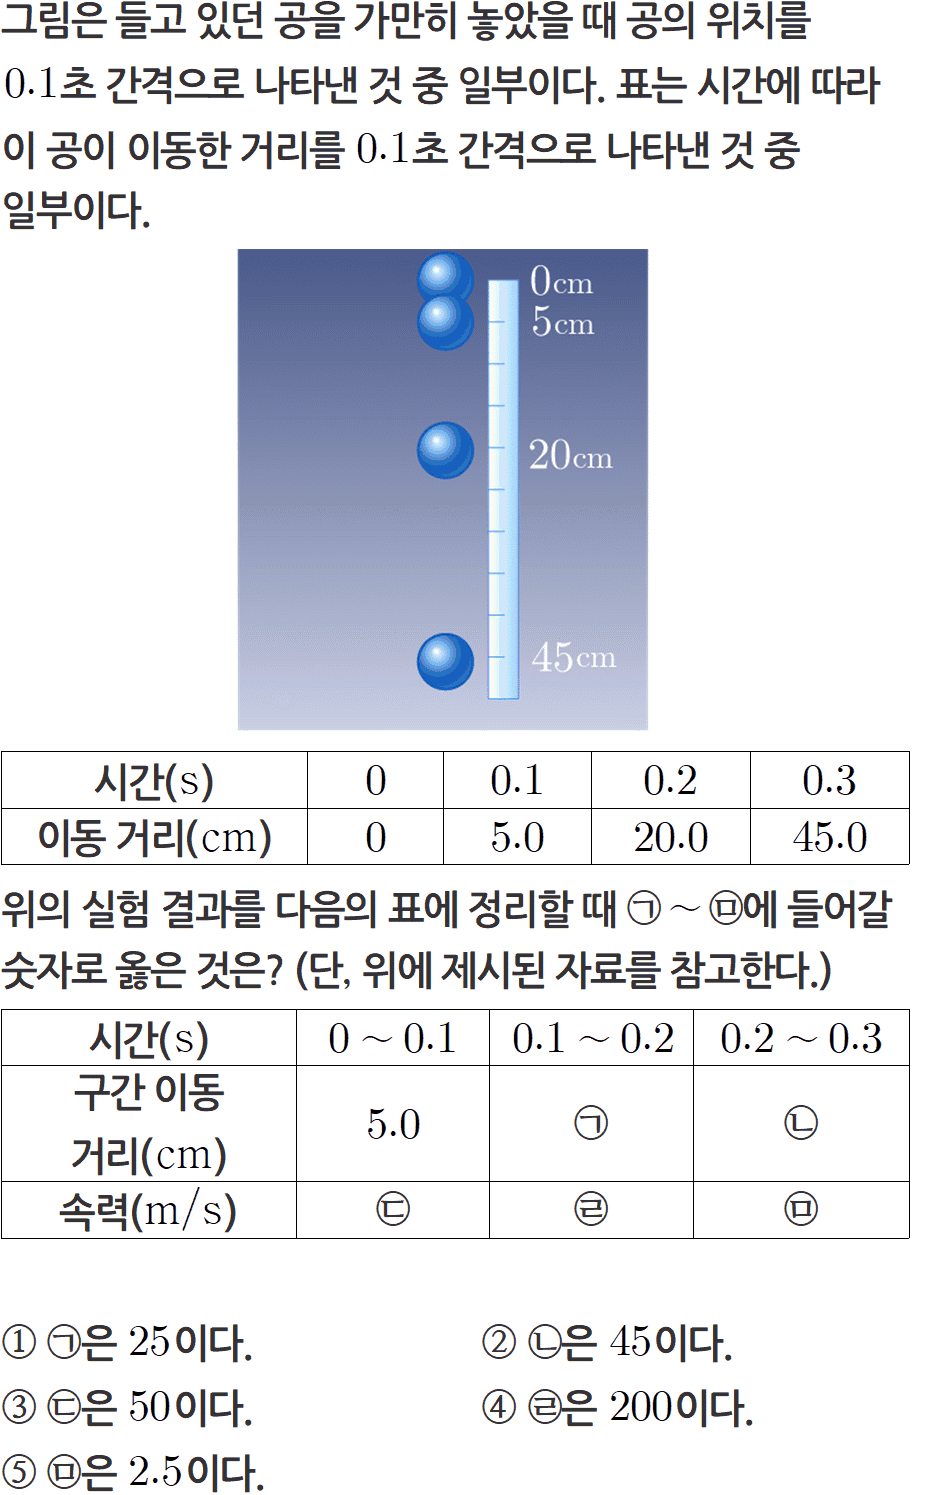 그림은 들고 있던 공을 가만히 놓았을 때 공의 위치를
0.1초 간격으로 나타낸 것 중 일부이다. 표는 시간에 따라
이 공이 이동한 거리를 0.1초 간격으로 나타낸 것 중
일부이다.
0cm
5cm
20cm
45cm
시간(s) 0 0.1 0.2 0.3
이동 거리(cm) 0 5.0 20.0 45.0
위의 실험 결과를 다음의 표에 정리할 때 ㉠ ~ ㉤에 들어갈
숫자로 옳은 것은? (단, 위에 제시된 자료를 참고한다.)
시간(s) 0 ~ 0.1 0.1 ~ 0.2 0.2 ~ 0.3
구간 이동
거리(cm) 5.0 ㉠ ㉡
속력(m/s) ㉢ ㉣ ㉤
① ㉠은 25이다. ② ㉡은 45이다.
③ ㉢은 50이다. ④ ㉣은 200이다.
⑤ ㉤은 2.5이다.